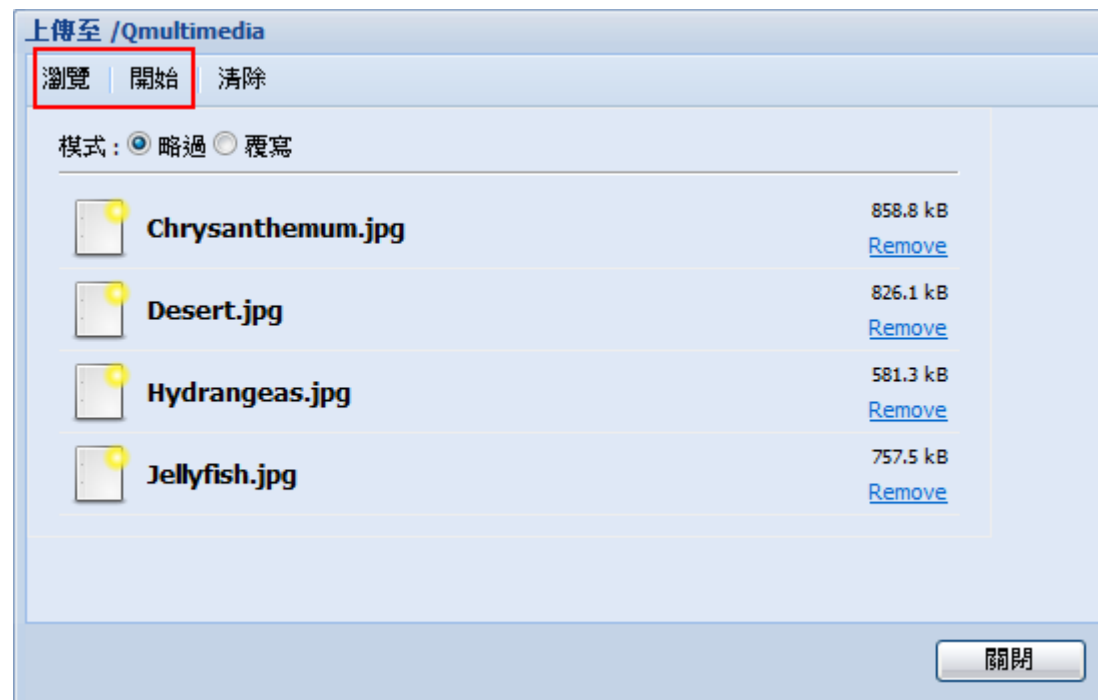 上傳至 /Qmultimedia
瀏覽 開始 清除
模式 : 略過 覆寫
Chrysanthemum.jpg 858.8 kB
Remove
Desert.jpg 826.1 kB
Remove
Hydrangeas.jpg 581.3 kB
Remove
Jellyfish.jpg 757.5 kB
Remove
關閉